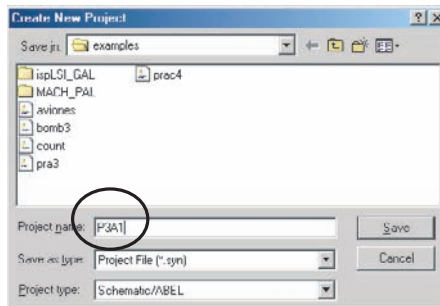 Create New Project
Save in: examples
ispLSI_GAL
MACH_PAL
aviones
bomb3
count
pra3
prac4
Project name: P3A1
Save
Save as type: Project File (*.syn)
Cancel
Project type: Schematic/ABEL